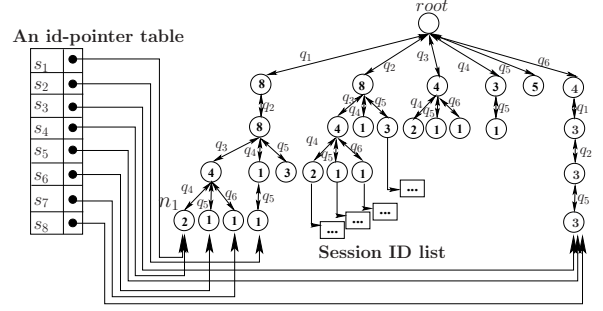 root
An id-pointer table
q1 q2 q3 q4 q5 q6
s1
s2
s3
s4
s5
s6
s7
s8
8 8 4 3 5 4
q2 q3 q4 q5 q4 q5 q6 q5 q1
8 4 1 3 2 1 1 1 3
q3 q4 q5 q4 q5 q6 q2
4 1 3 2 1 1 3
q4 q5 q6 q5 q5
n1
2 1 1 1 3
...
...
...
...
Session ID list